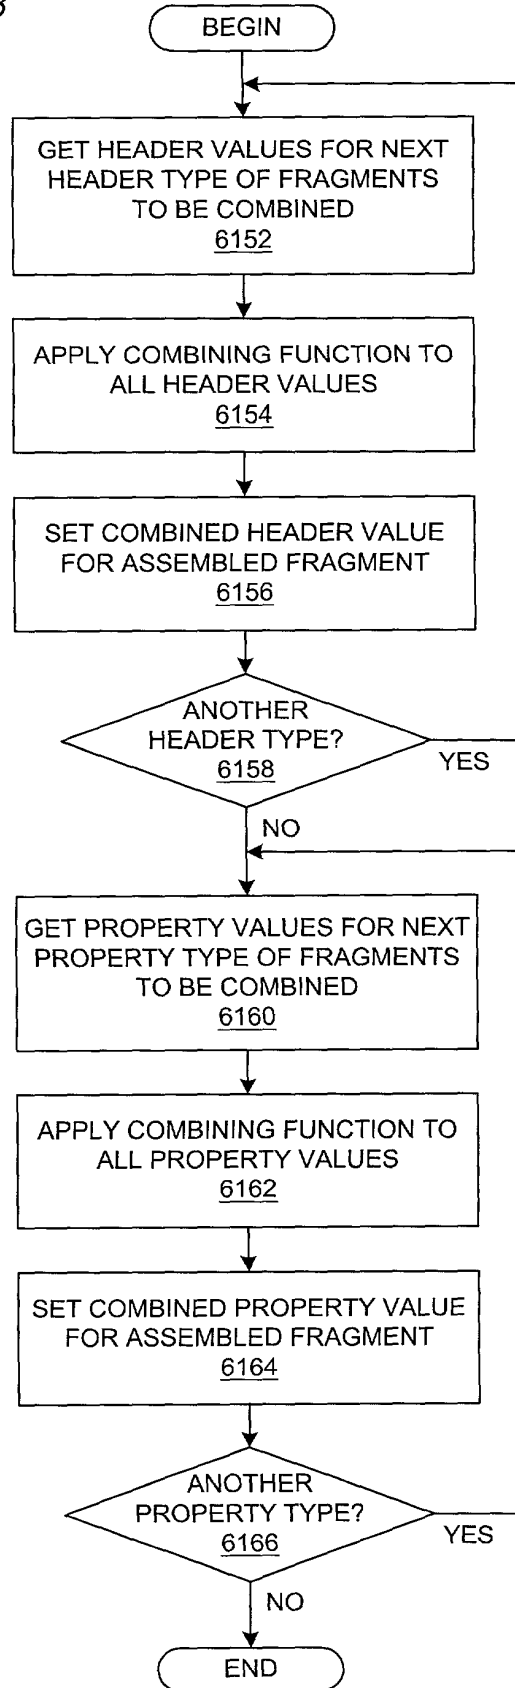 BEGIN
GET HEADER VALUES FOR NEXT
HEADER TYPE OF FRAGMENTS
TO BE COMBINED
6152
APPLY COMBINING FUNCTION TO
ALL HEADER VALUES
6154
SET COMBINED HEADER VALUE
FOR ASSEMBLED FRAGMENT
6156
ANOTHER
HEADER TYPE?
6158
YES
NO
GET PROPERTY VALUES FOR NEXT
PROPERTY TYPE OF FRAGMENTS
TO BE COMBINED
6160
APPLY COMBINING FUNCTION TO
ALL PROPERTY VALUES
6162
SET COMBINED PROPERTY VALUE
FOR ASSEMBLED FRAGMENT
6164
ANOTHER
PROPERTY TYPE?
6166
YES
NO
END